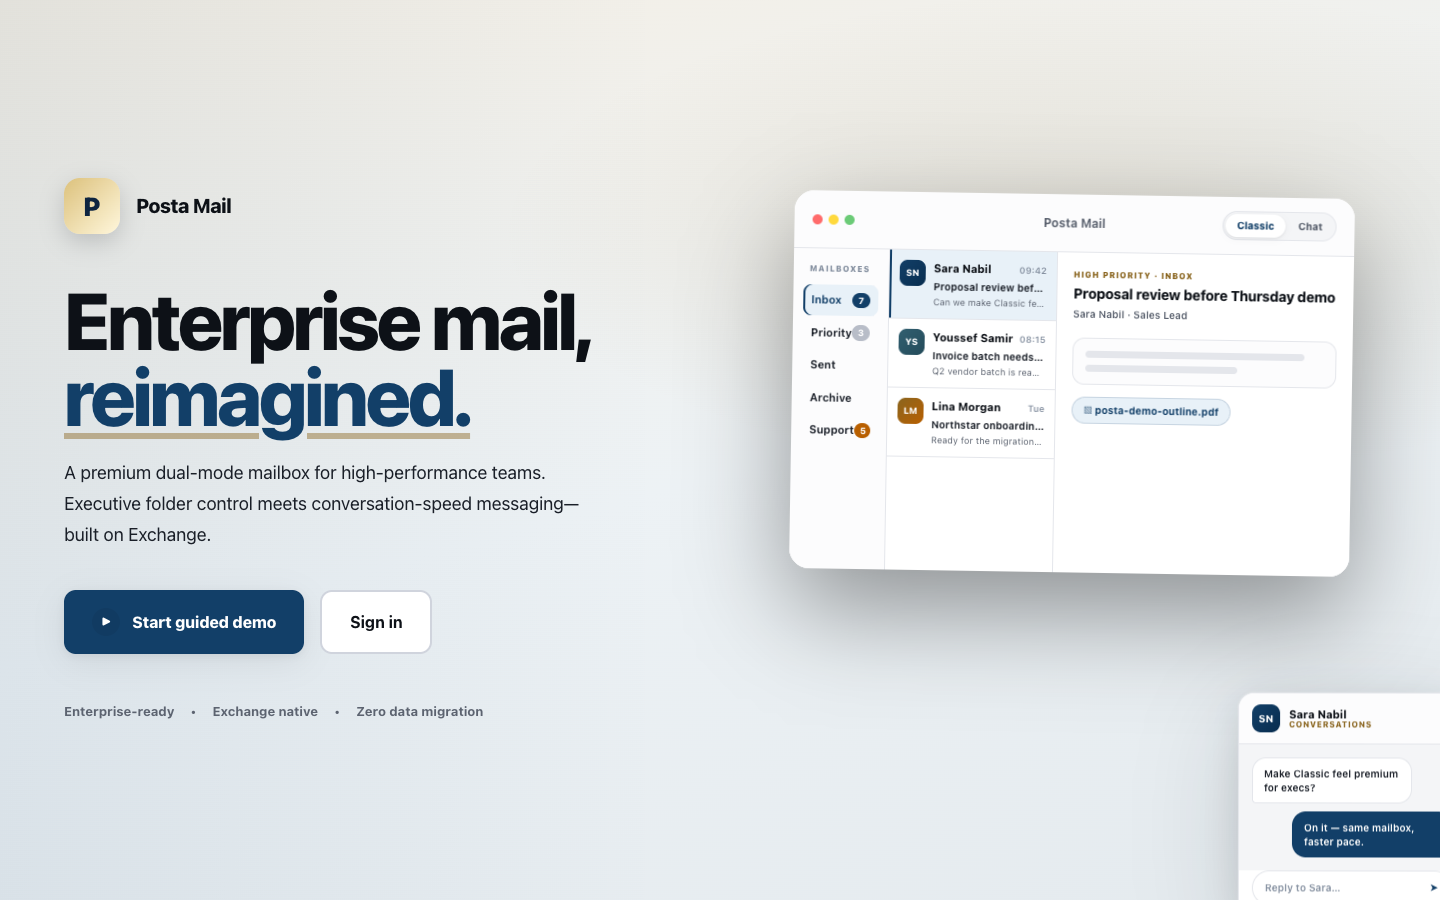 P
Posta Mail
Enterprise mail,
reimagined.
A premium dual-mode mailbox for high-performance teams.
Executive folder control meets conversation-speed messaging—
built on Exchange.
Start guided demo
Sign in
Enterprise-ready • Exchange native • Zero data migration
Posta Mail
Classic
Chat
MAILBOXES
Inbox 7
Priority 3
Sent
Archive
Support 5
SN
Sara Nabil 09:42
Proposal review bef...
Can we make Classic fe...
YS
Youssef Samir 08:15
Invoice batch needs...
Q2 vendor batch is rea...
LM
Lina Morgan Tue
Northstar onboardin...
Ready for the migration...
HIGH PRIORITY · INBOX
Proposal review before Thursday demo
Sara Nabil · Sales Lead
posta-demo-outline.pdf
SN
Sara Nabil
CONVERSATIONS
Make Classic feel premium
for execs?
On it — same mailbox,
faster pace.
Reply to Sara...